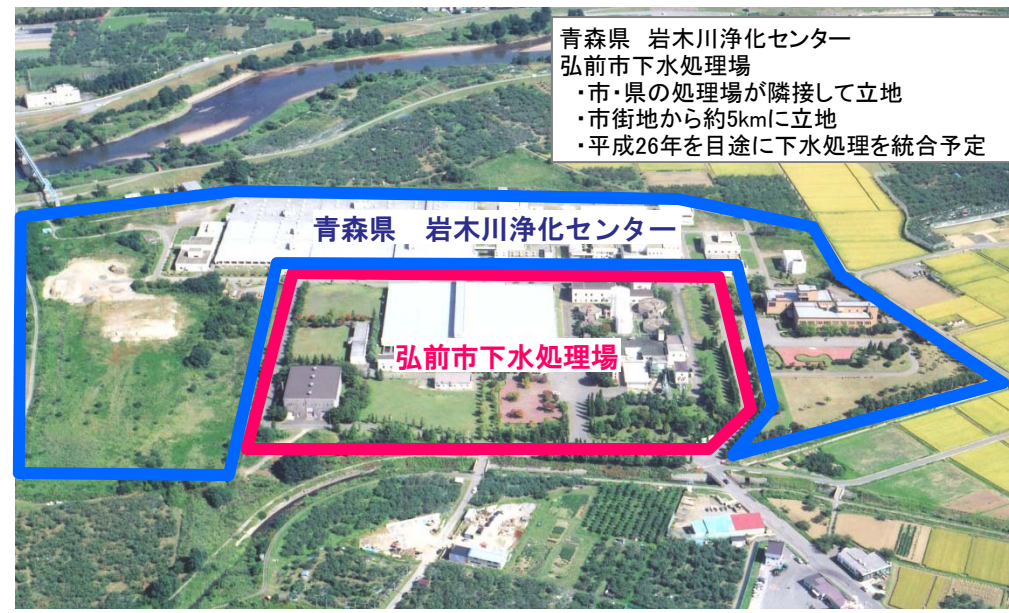 青森県 岩木川浄化センター
弘前市下水処理場
・市・県の処理場が隣接して立地
・市街地から約5kmに立地
・平成26年を目途に下水処理を統合予定
青森県 岩木川浄化センター
弘前市下水処理場